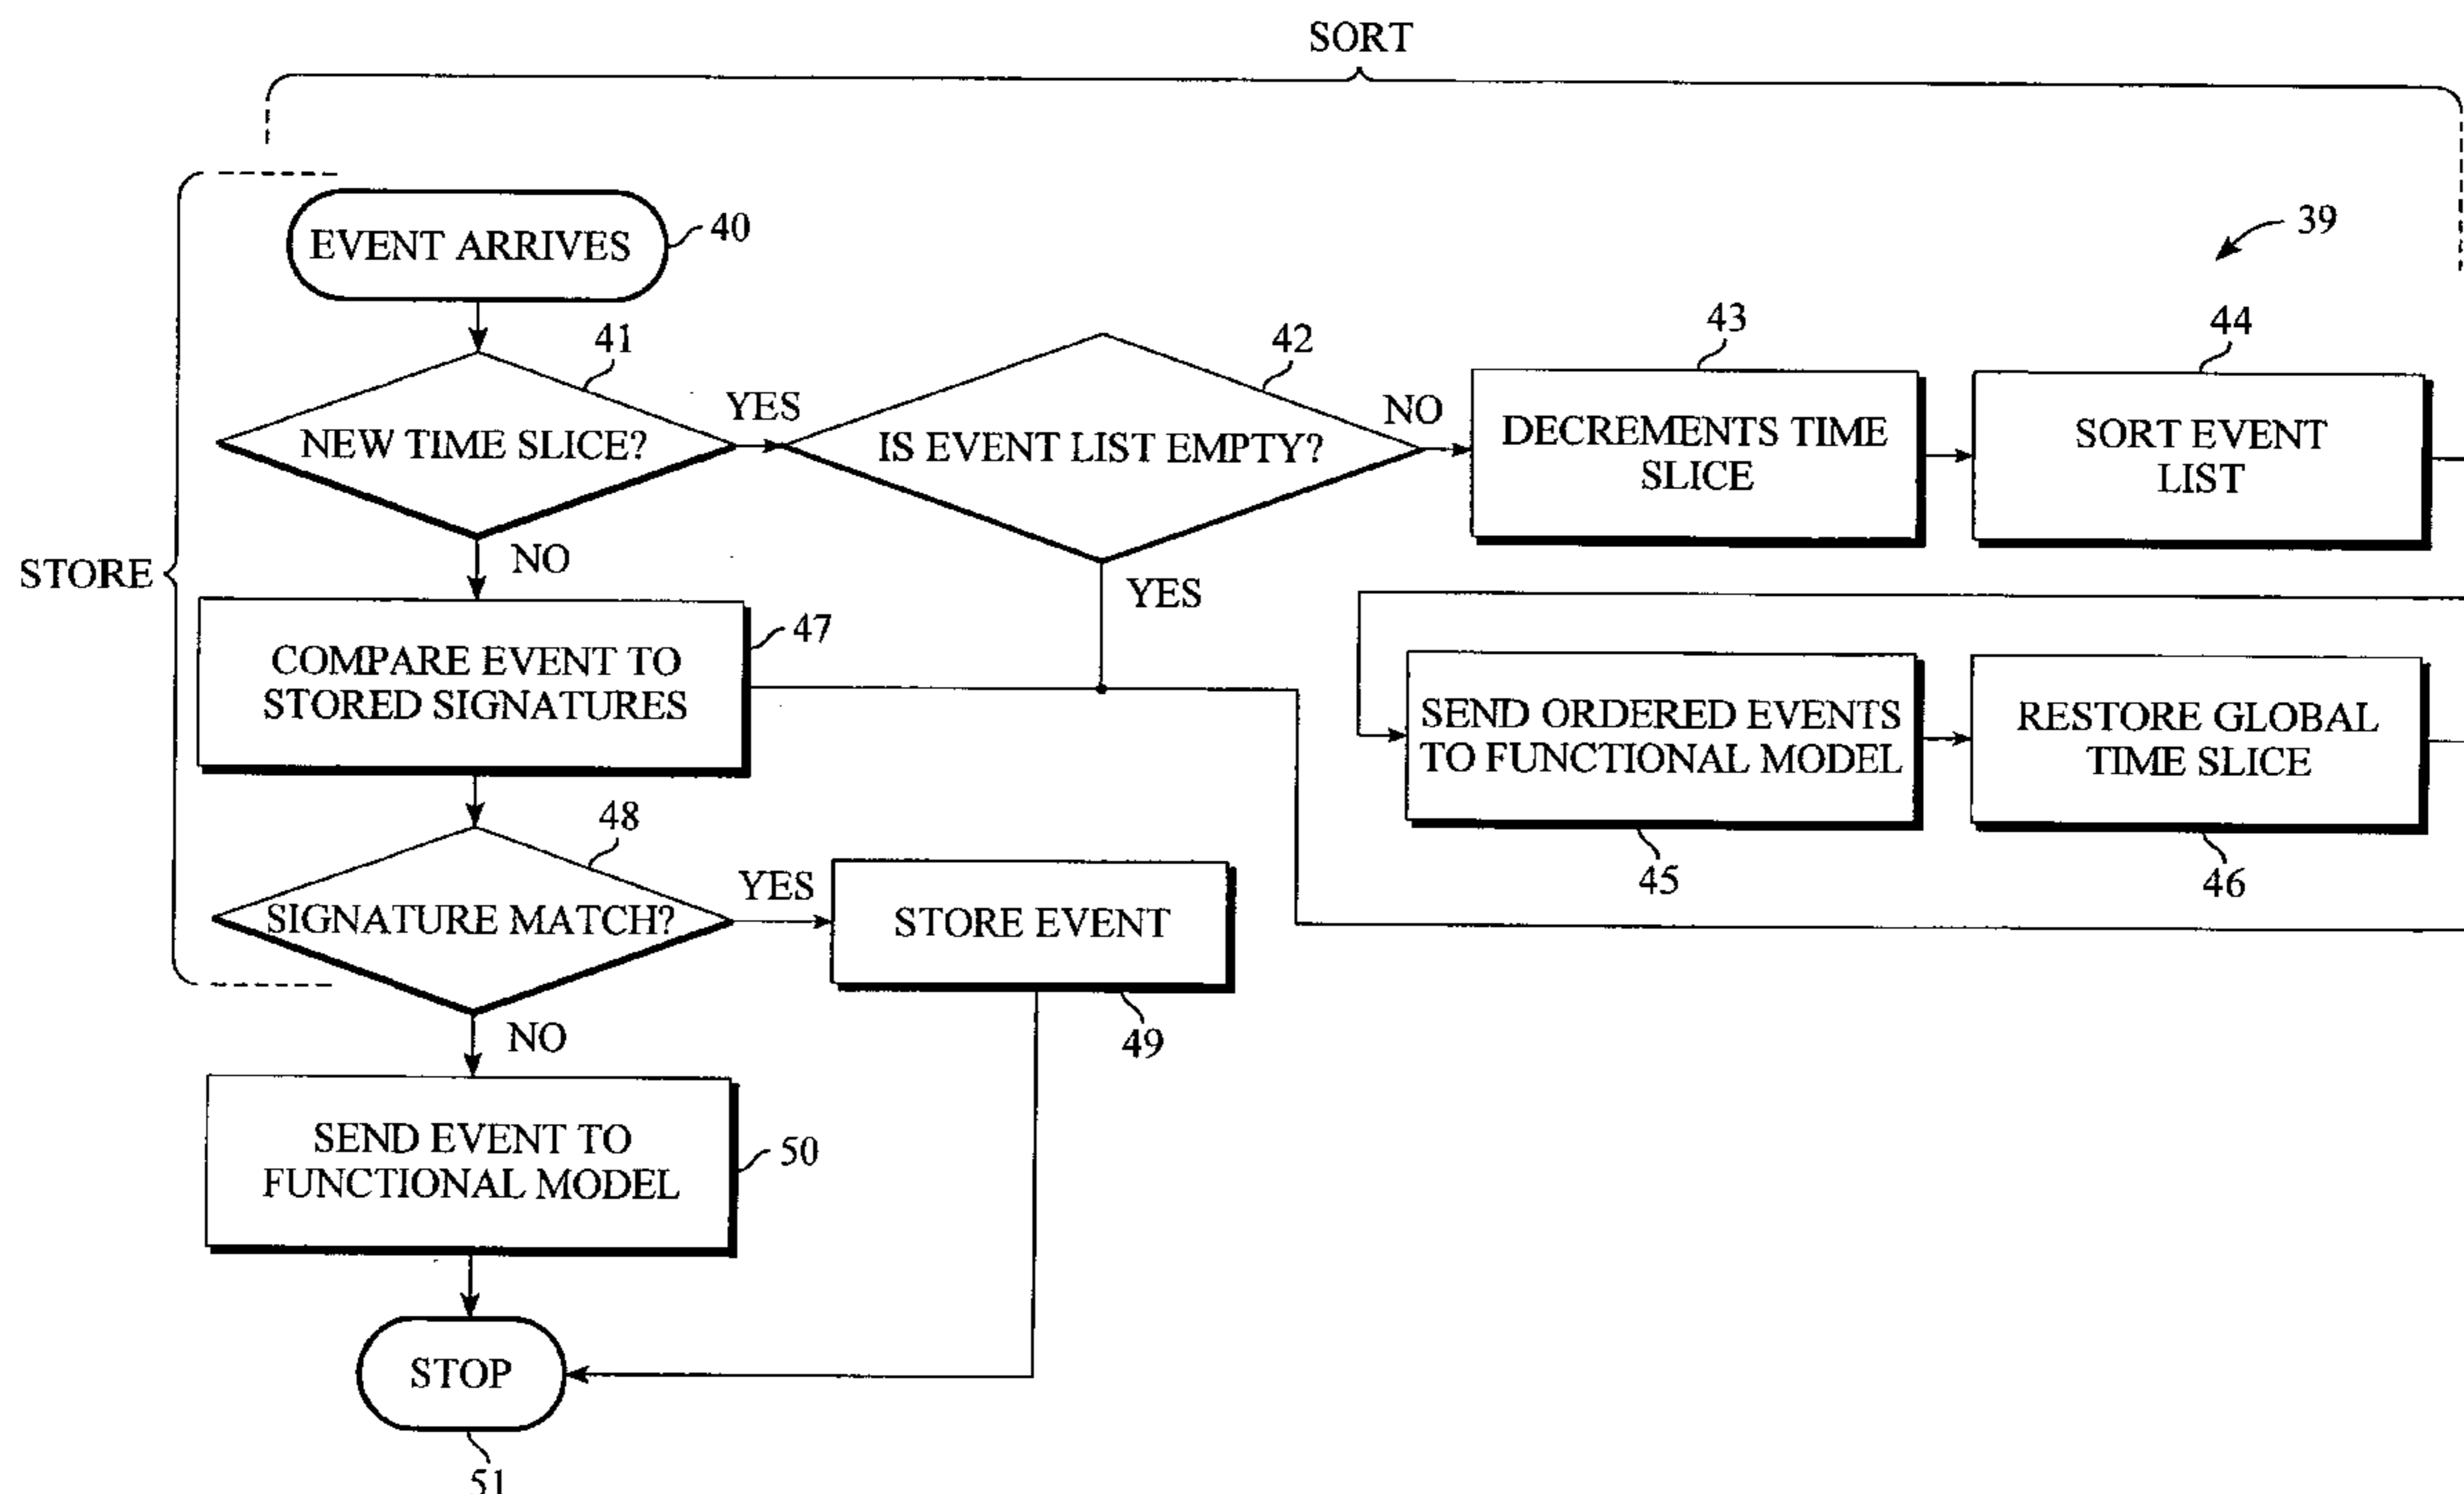 SORT
EVENT ARRIVES
40
39
41
NEW TIME SLICE?
YES
42
IS EVENT LIST EMPTY?
NO
43
DECREMENTS TIME
SLICE
44
SORT EVENT
LIST
STORE
NO
YES
47
COMPARE EVENT TO
STORED SIGNATURES
SEND ORDERED EVENTS
TO FUNCTIONAL MODEL
45
RESTORE GLOBAL
TIME SLICE
46
48
SIGNATURE MATCH?
YES
STORE EVENT
49
NO
SEND EVENT TO
FUNCTIONAL MODEL
50
STOP
51